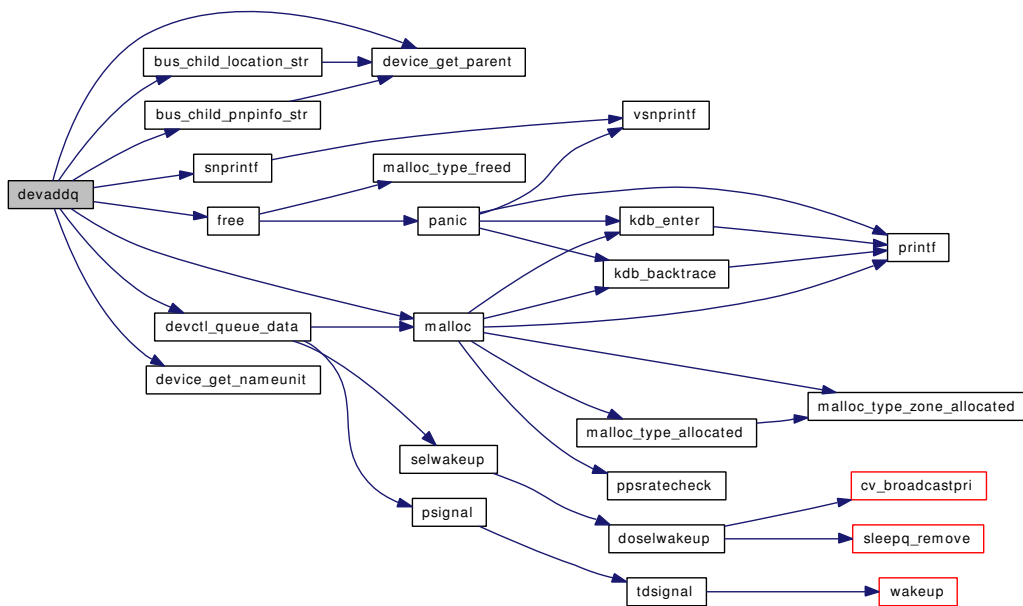 bus_child_location_str
device_get_parent
bus_child_pnpinfo_str
vsnprintf
snprintf
malloc_type_freed
devaddq
free
panic
kdb_enter
printf
kdb_backtrace
devctl_queue_data
malloc
device_get_nameunit
malloc_type_zone_allocated
malloc_type_allocated
selwakeup
ppsratecheck
cv_broadcastpri
psignal
doselwakeup
sleepq_remove
tdsignal
wakeup